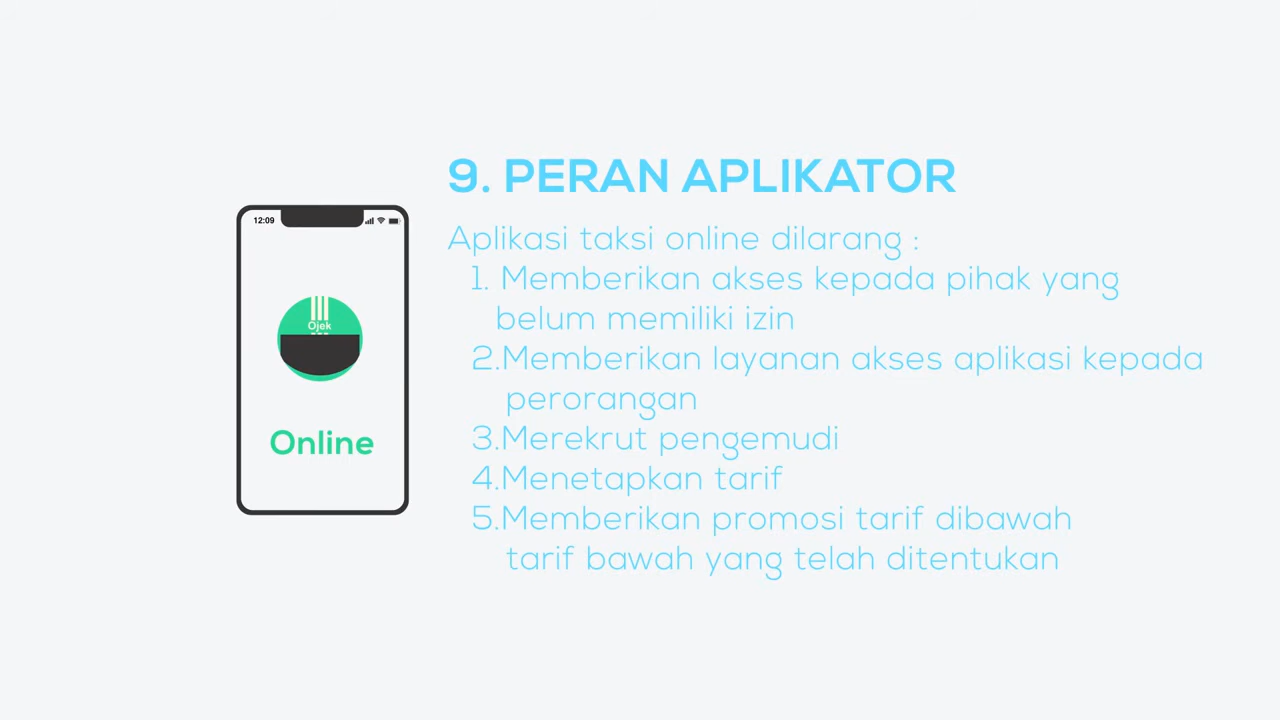 9. PERAN APLIKATOR
12:09
Aplikasi taksi online dilarang :
1. Memberikan akses kepada pihak yang
belum memiliki izin
2.Memberikan layanan akses aplikasi kepada
perorangan
3.Merekrut pengemudi
4.Menetapkan tarif
5.Memberikan promosi tarif dibawah
tarif bawah yang telah ditentukan
Ojek
Online